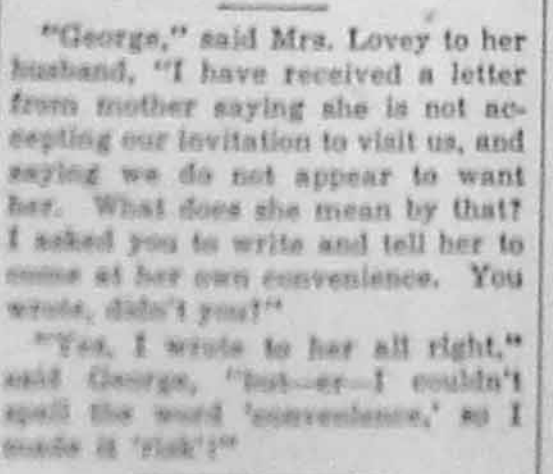 "George," said Mrs. Lovey to her
husband, "I have received a letter
from mother saying she is not ac-
cepting our invitation to visit us, and
saying we do not appear to want
her. What does she mean by that?
I asked you to write and tell her to
come at her own convenience. You
wrote, didn't you?"
"Yes, I wrote to her all right,"
said George, "but—er—I couldn't
spell the word 'convenience,' so I
made it 'risk'!"